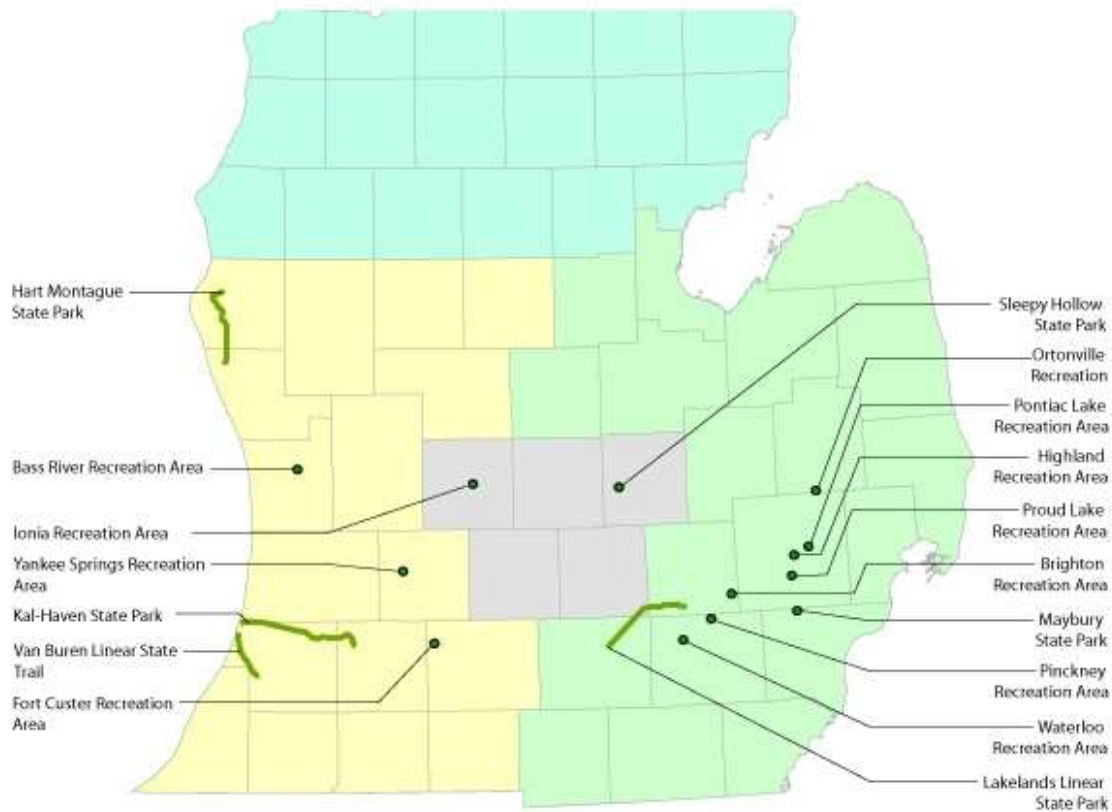 Hart Montague
State Park
Bass River Recreation Area
Ionia Recreation Area
Yankee Springs Recreation
Area
Kal-Haven State Park
Van Buren Linear State
Trail
Fort Custer Recreation
Area
Sleepy Hollow
State Park
Ortonville
Recreation
Pontiac Lake
Recreation Area
Highland
Recreation Area
Proud Lake
Recreation Area
Brighton
Recreation Area
Maybury
State Park
Pinckney
Recreation Area
Waterloo
Recreation Area
Lakelands Linear
State Park